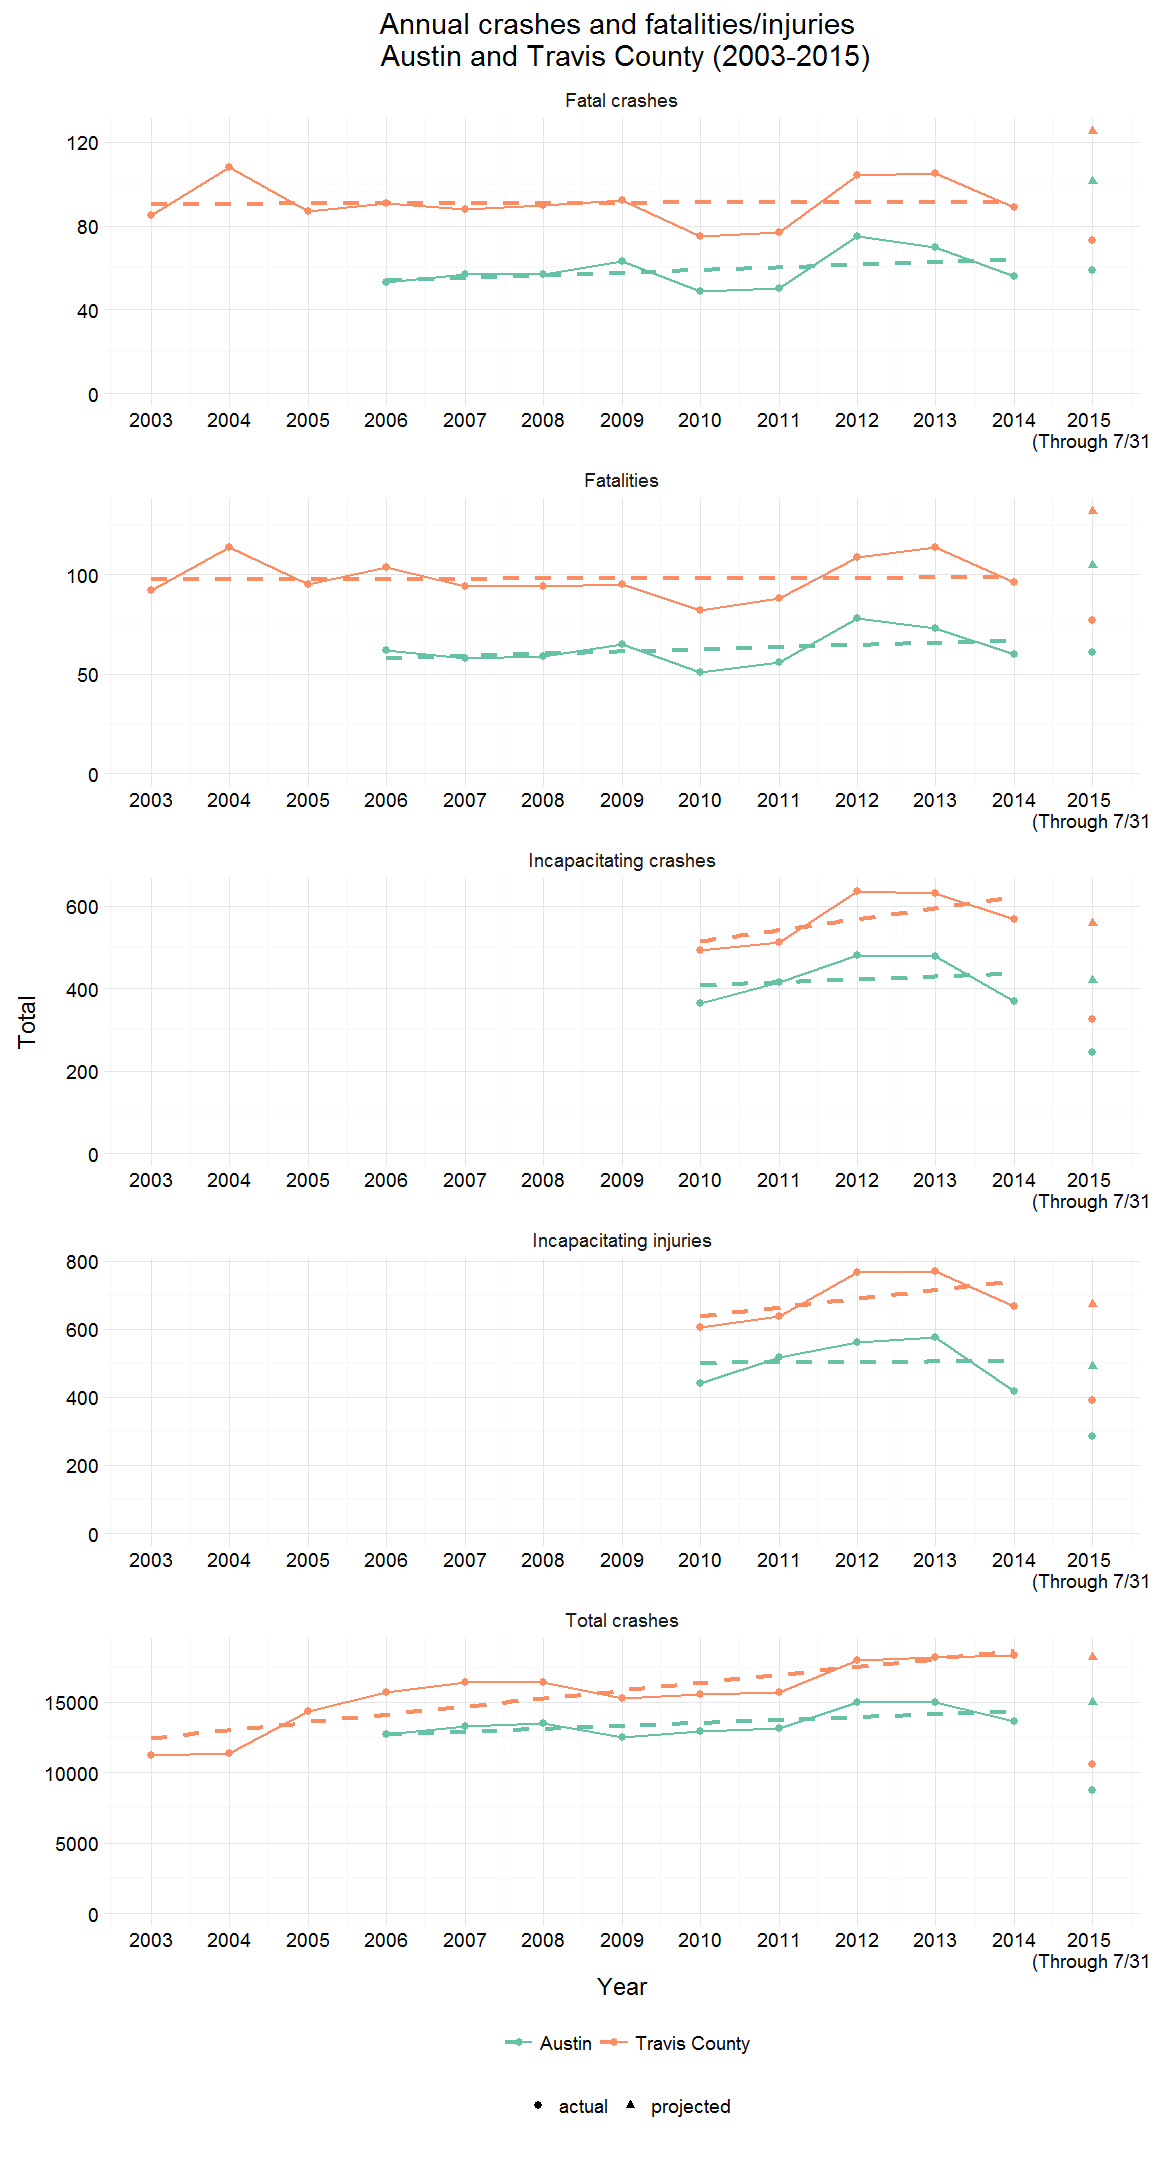 Annual crashes and fatalities/injuries
Austin and Travis County (2003-2015)
Fatal crashes
120
80
40
0
2003 2004 2005 2006 2007 2008 2009 2010 2011 2012 2013 2014 2015
(Through 7/31
Fatalities
100
50
0
2003 2004 2005 2006 2007 2008 2009 2010 2011 2012 2013 2014 2015
(Through 7/31
Incapacitating crashes
600
400
200
0
2003 2004 2005 2006 2007 2008 2009 2010 2011 2012 2013 2014 2015
(Through 7/31
Total
Incapacitating injuries
800
600
400
200
0
2003 2004 2005 2006 2007 2008 2009 2010 2011 2012 2013 2014 2015
(Through 7/31
Total crashes
15000
10000
5000
0
2003 2004 2005 2006 2007 2008 2009 2010 2011 2012 2013 2014 2015
(Through 7/31
Year
Austin Travis County
actual projected